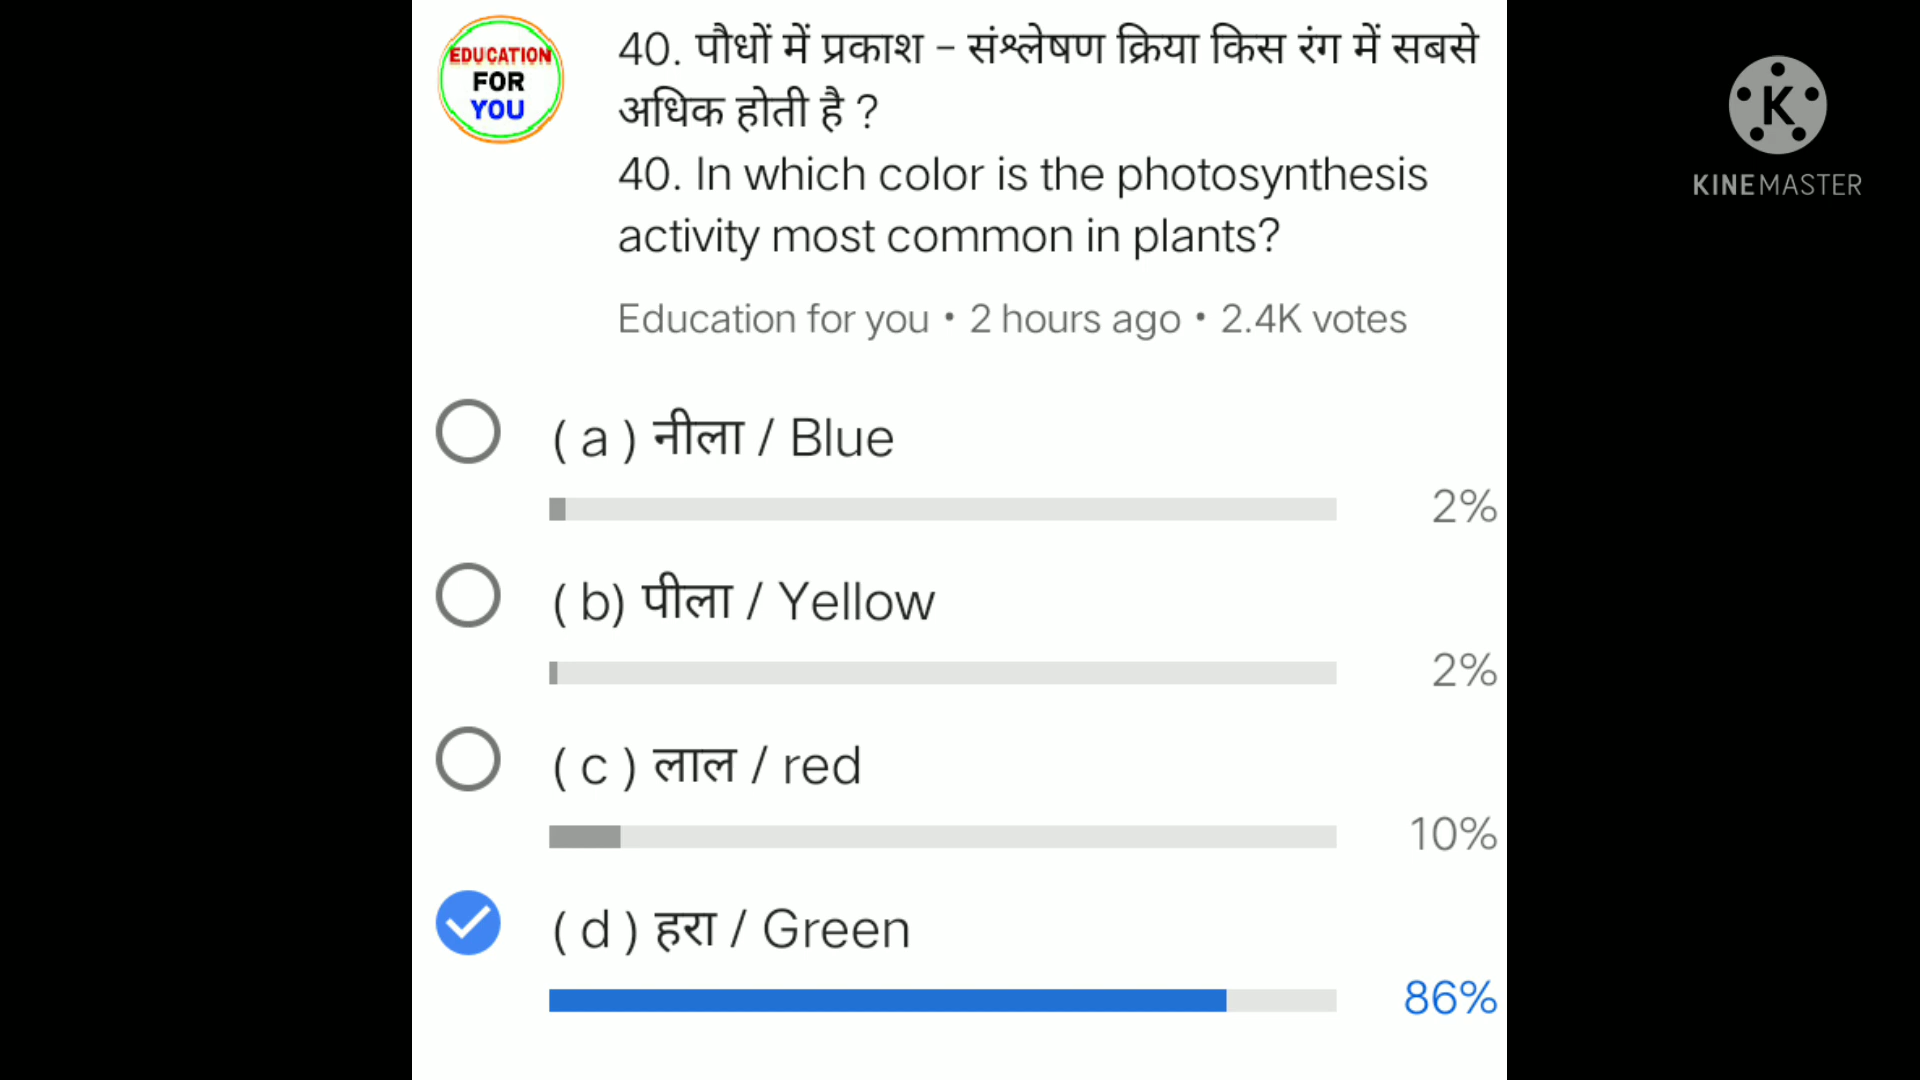 EDUCATION
FOR
YOU
40. पौधों में प्रकाश - संश्लेषण क्रिया किस रंग में सबसे
अधिक होती है ?
40. In which color is the photosynthesis
activity most common in plants?
Education for you • 2 hours ago • 2.4K votes
( a ) नीला / Blue
2%
( b) पीला / Yellow
2%
( c ) लाल / red
10%
( d ) हरा / Green
86%
K
KINEMASTER